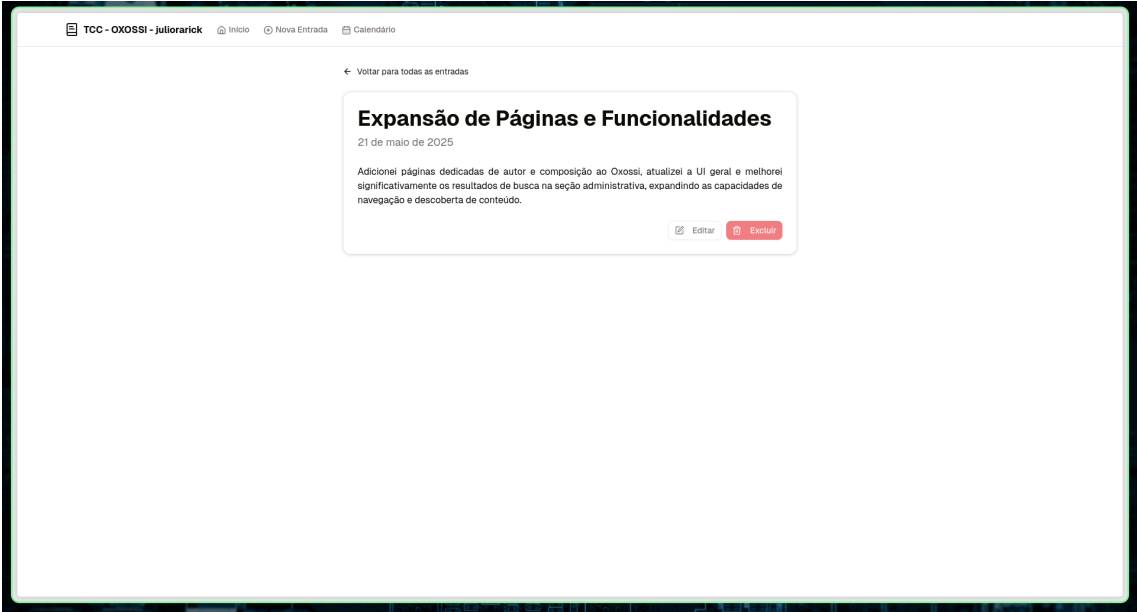 TCC - OXOSSI - juliorarick Início Nova Entrada Calendário
Voltar para todas as entradas
Expansão de Páginas e Funcionalidades
21 de maio de 2025
Adicionei páginas dedicadas de autor e composição ao Oxossi, atualizei a UI geral e melhorei
significativamente os resultados de busca na seção administrativa, expandindo as capacidades de
navegação e descoberta de conteúdo.
Editar Excluir